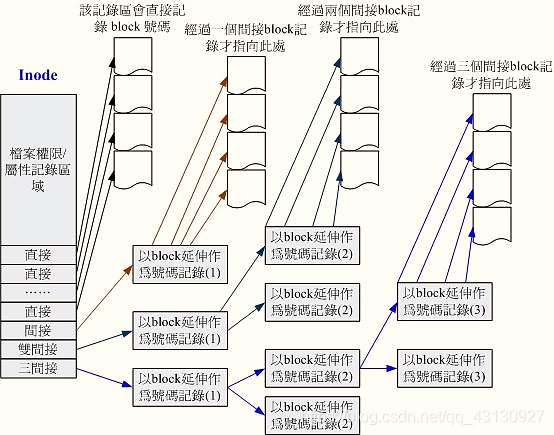 該記錄區會直接記
錄 block 號碼
經過一個間接block記
錄才指向此處
經過兩個間接block記
錄才指向此處
經過三個間接block記
錄才指向此處
Inode
檔案權限/
屬性記錄區
域
直接
直接
……
直接
間接
雙間接
三間接
以block延伸作
為號碼記錄(1)
以block延伸作
為號碼記錄(2)
以block延伸作
為號碼記錄(1)
以block延伸作
為號碼記錄(2)
以block延伸作
為號碼記錄(3)
以block延伸作
為號碼記錄(1)
以block延伸作
為號碼記錄(2)
以block延伸作
為號碼記錄(3)
以block延伸作
為號碼記錄(2)
blog.csdn.net/qq_43130927